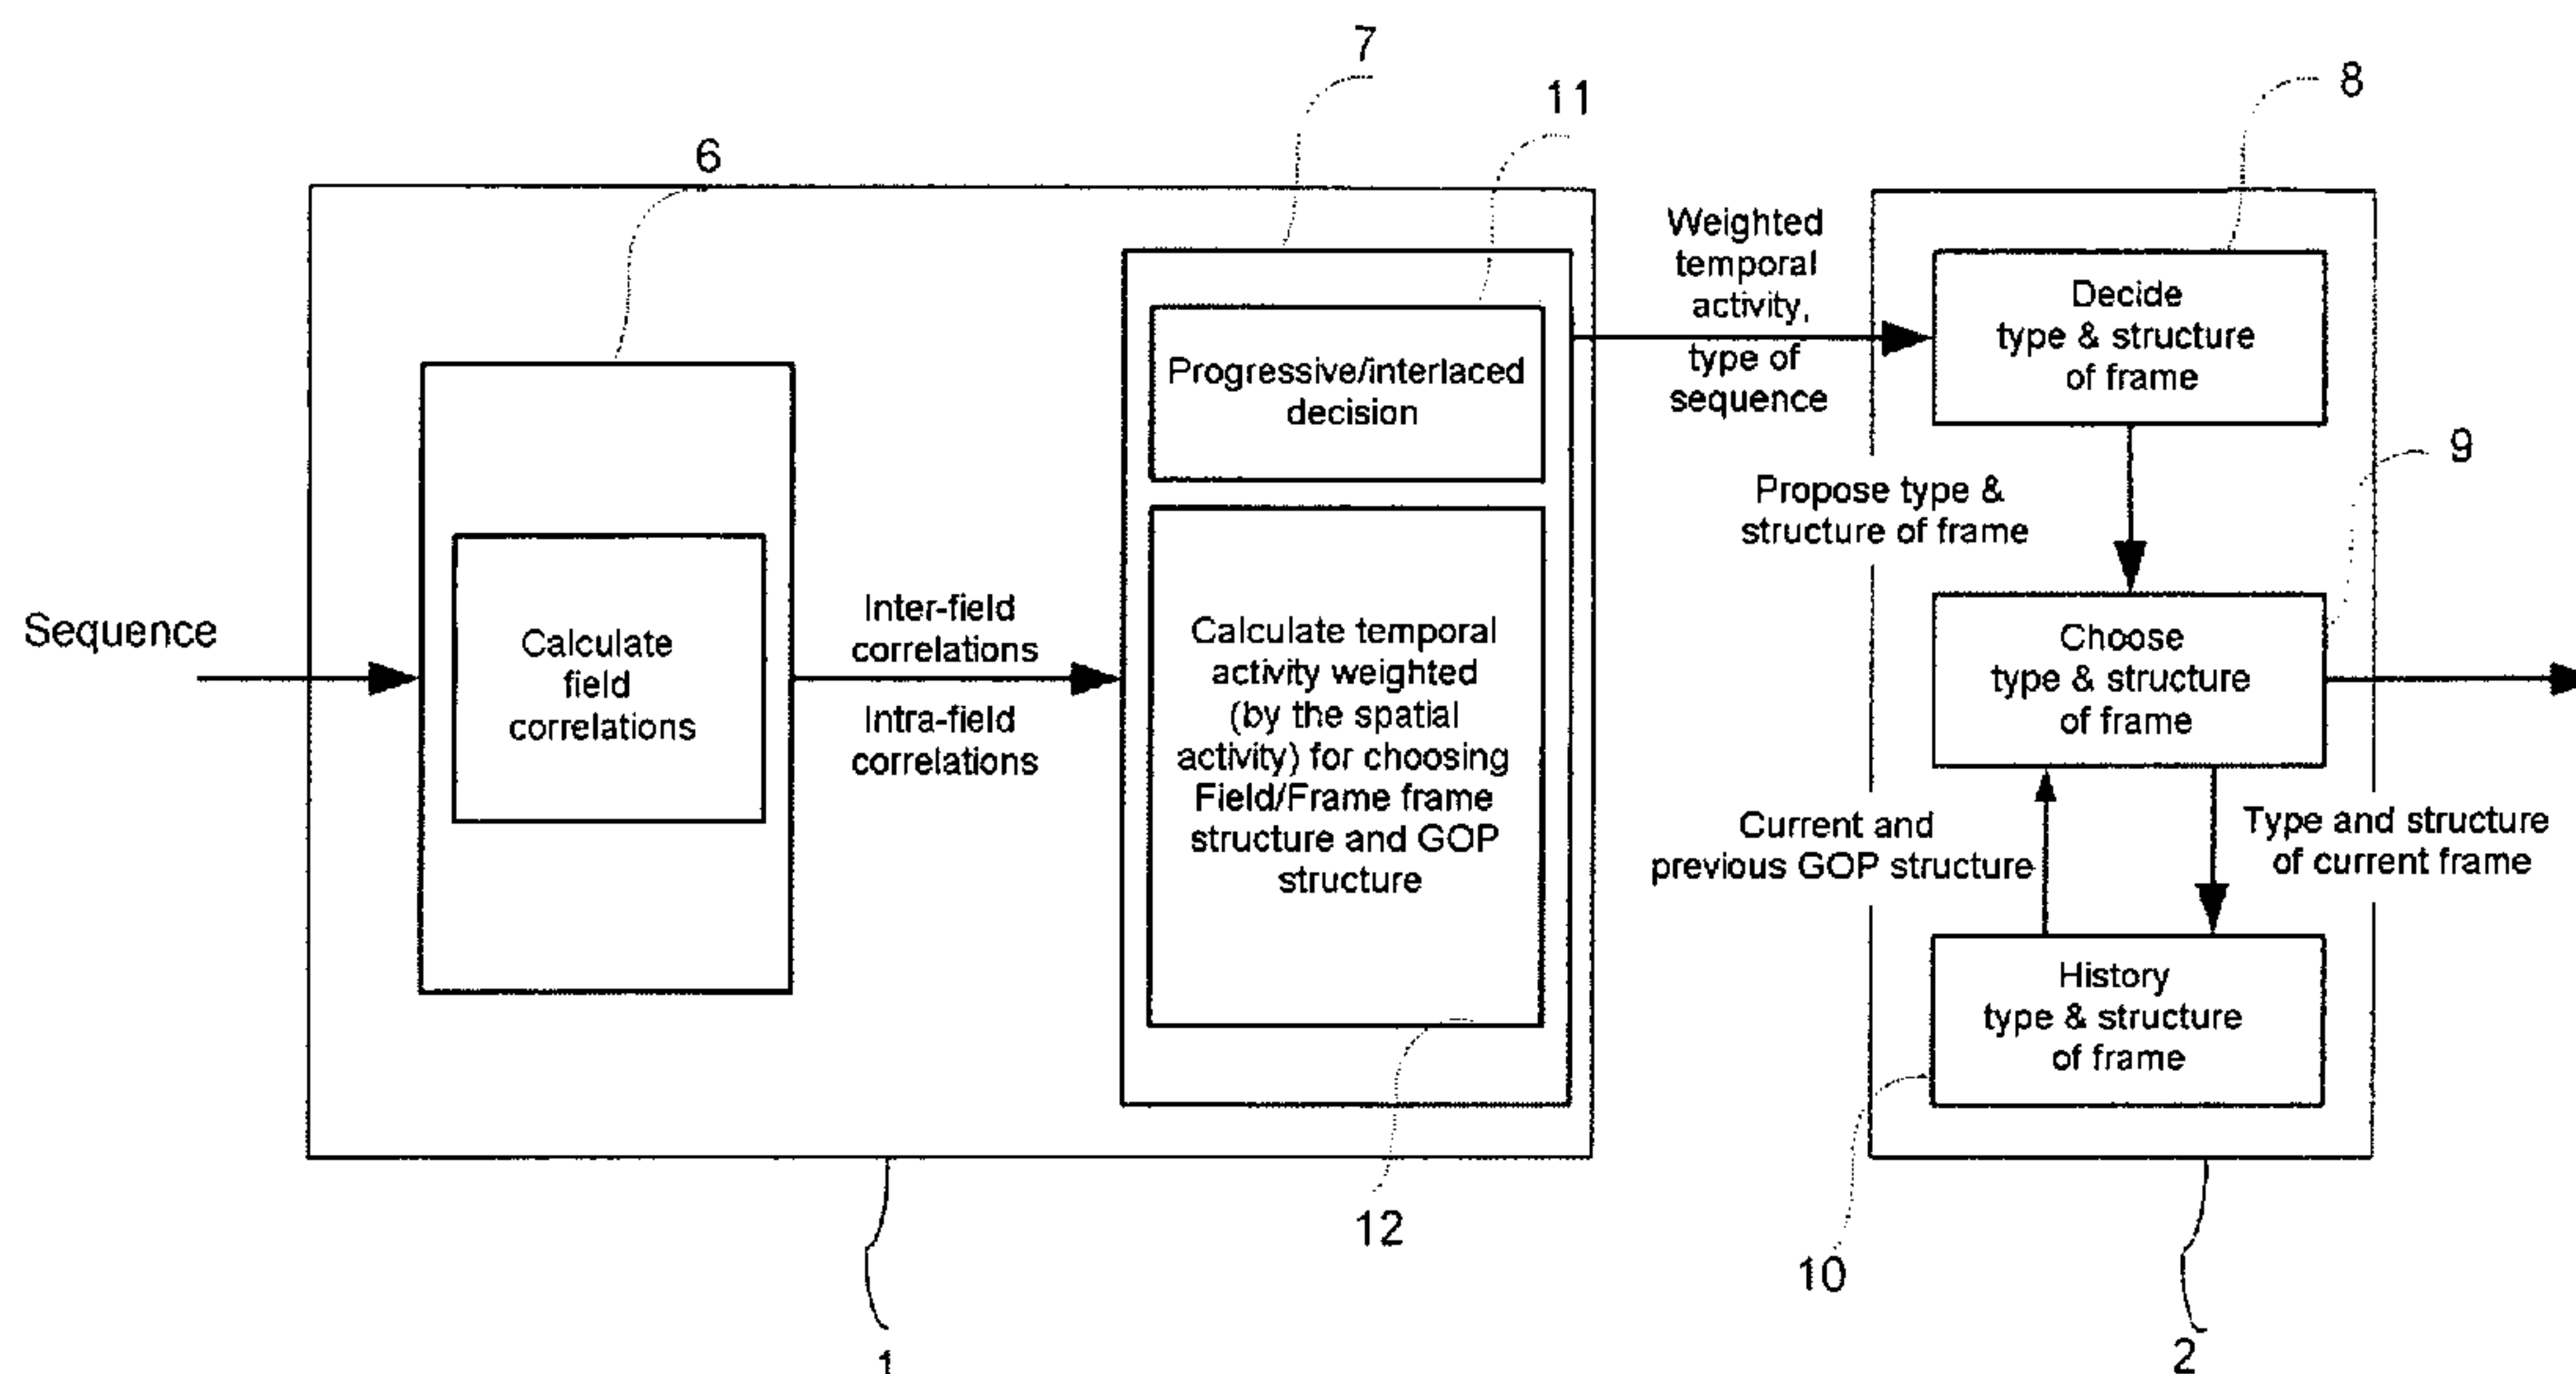 7
11
8
6
Weighted
temporal
activity,
type of
sequence
Decide
type & structure
of frame
9
Progressive/interlaced
decision
Propose type &
structure of frame
Sequence
Calculate
field
correlations
Inter-field
correlations
Intra-field
correlations
Calculate temporal
activity weighted
(by the spatial
activity) for choosing
Field/Frame frame
structure and GOP
structure
Choose
type & structure
of frame
Current and
previous GOP structure
Type and structure
of current frame
History
type & structure
of frame
12
10
1
2